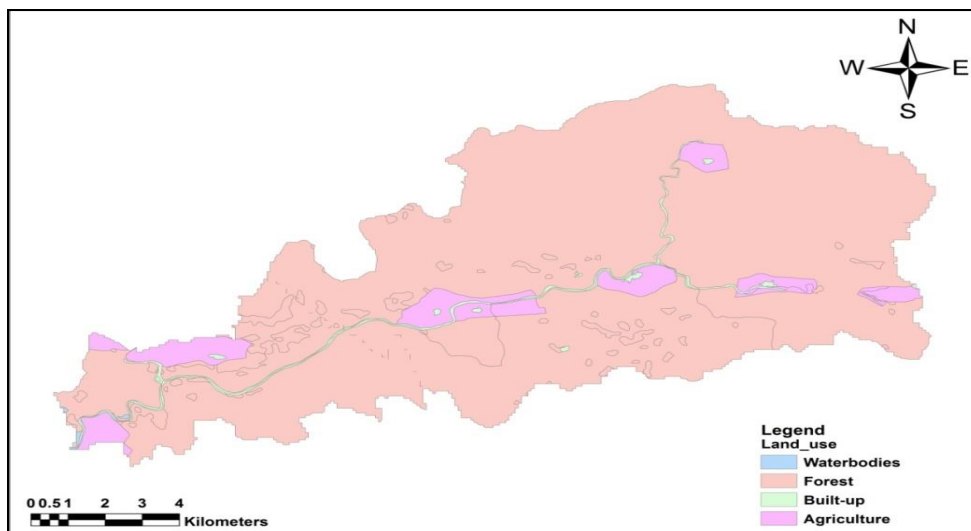 N
W E
S
Legend
Land_use
Waterbodies
Forest
Built-up
Agriculture
0 0.5 1 2 3 4
Kilometers